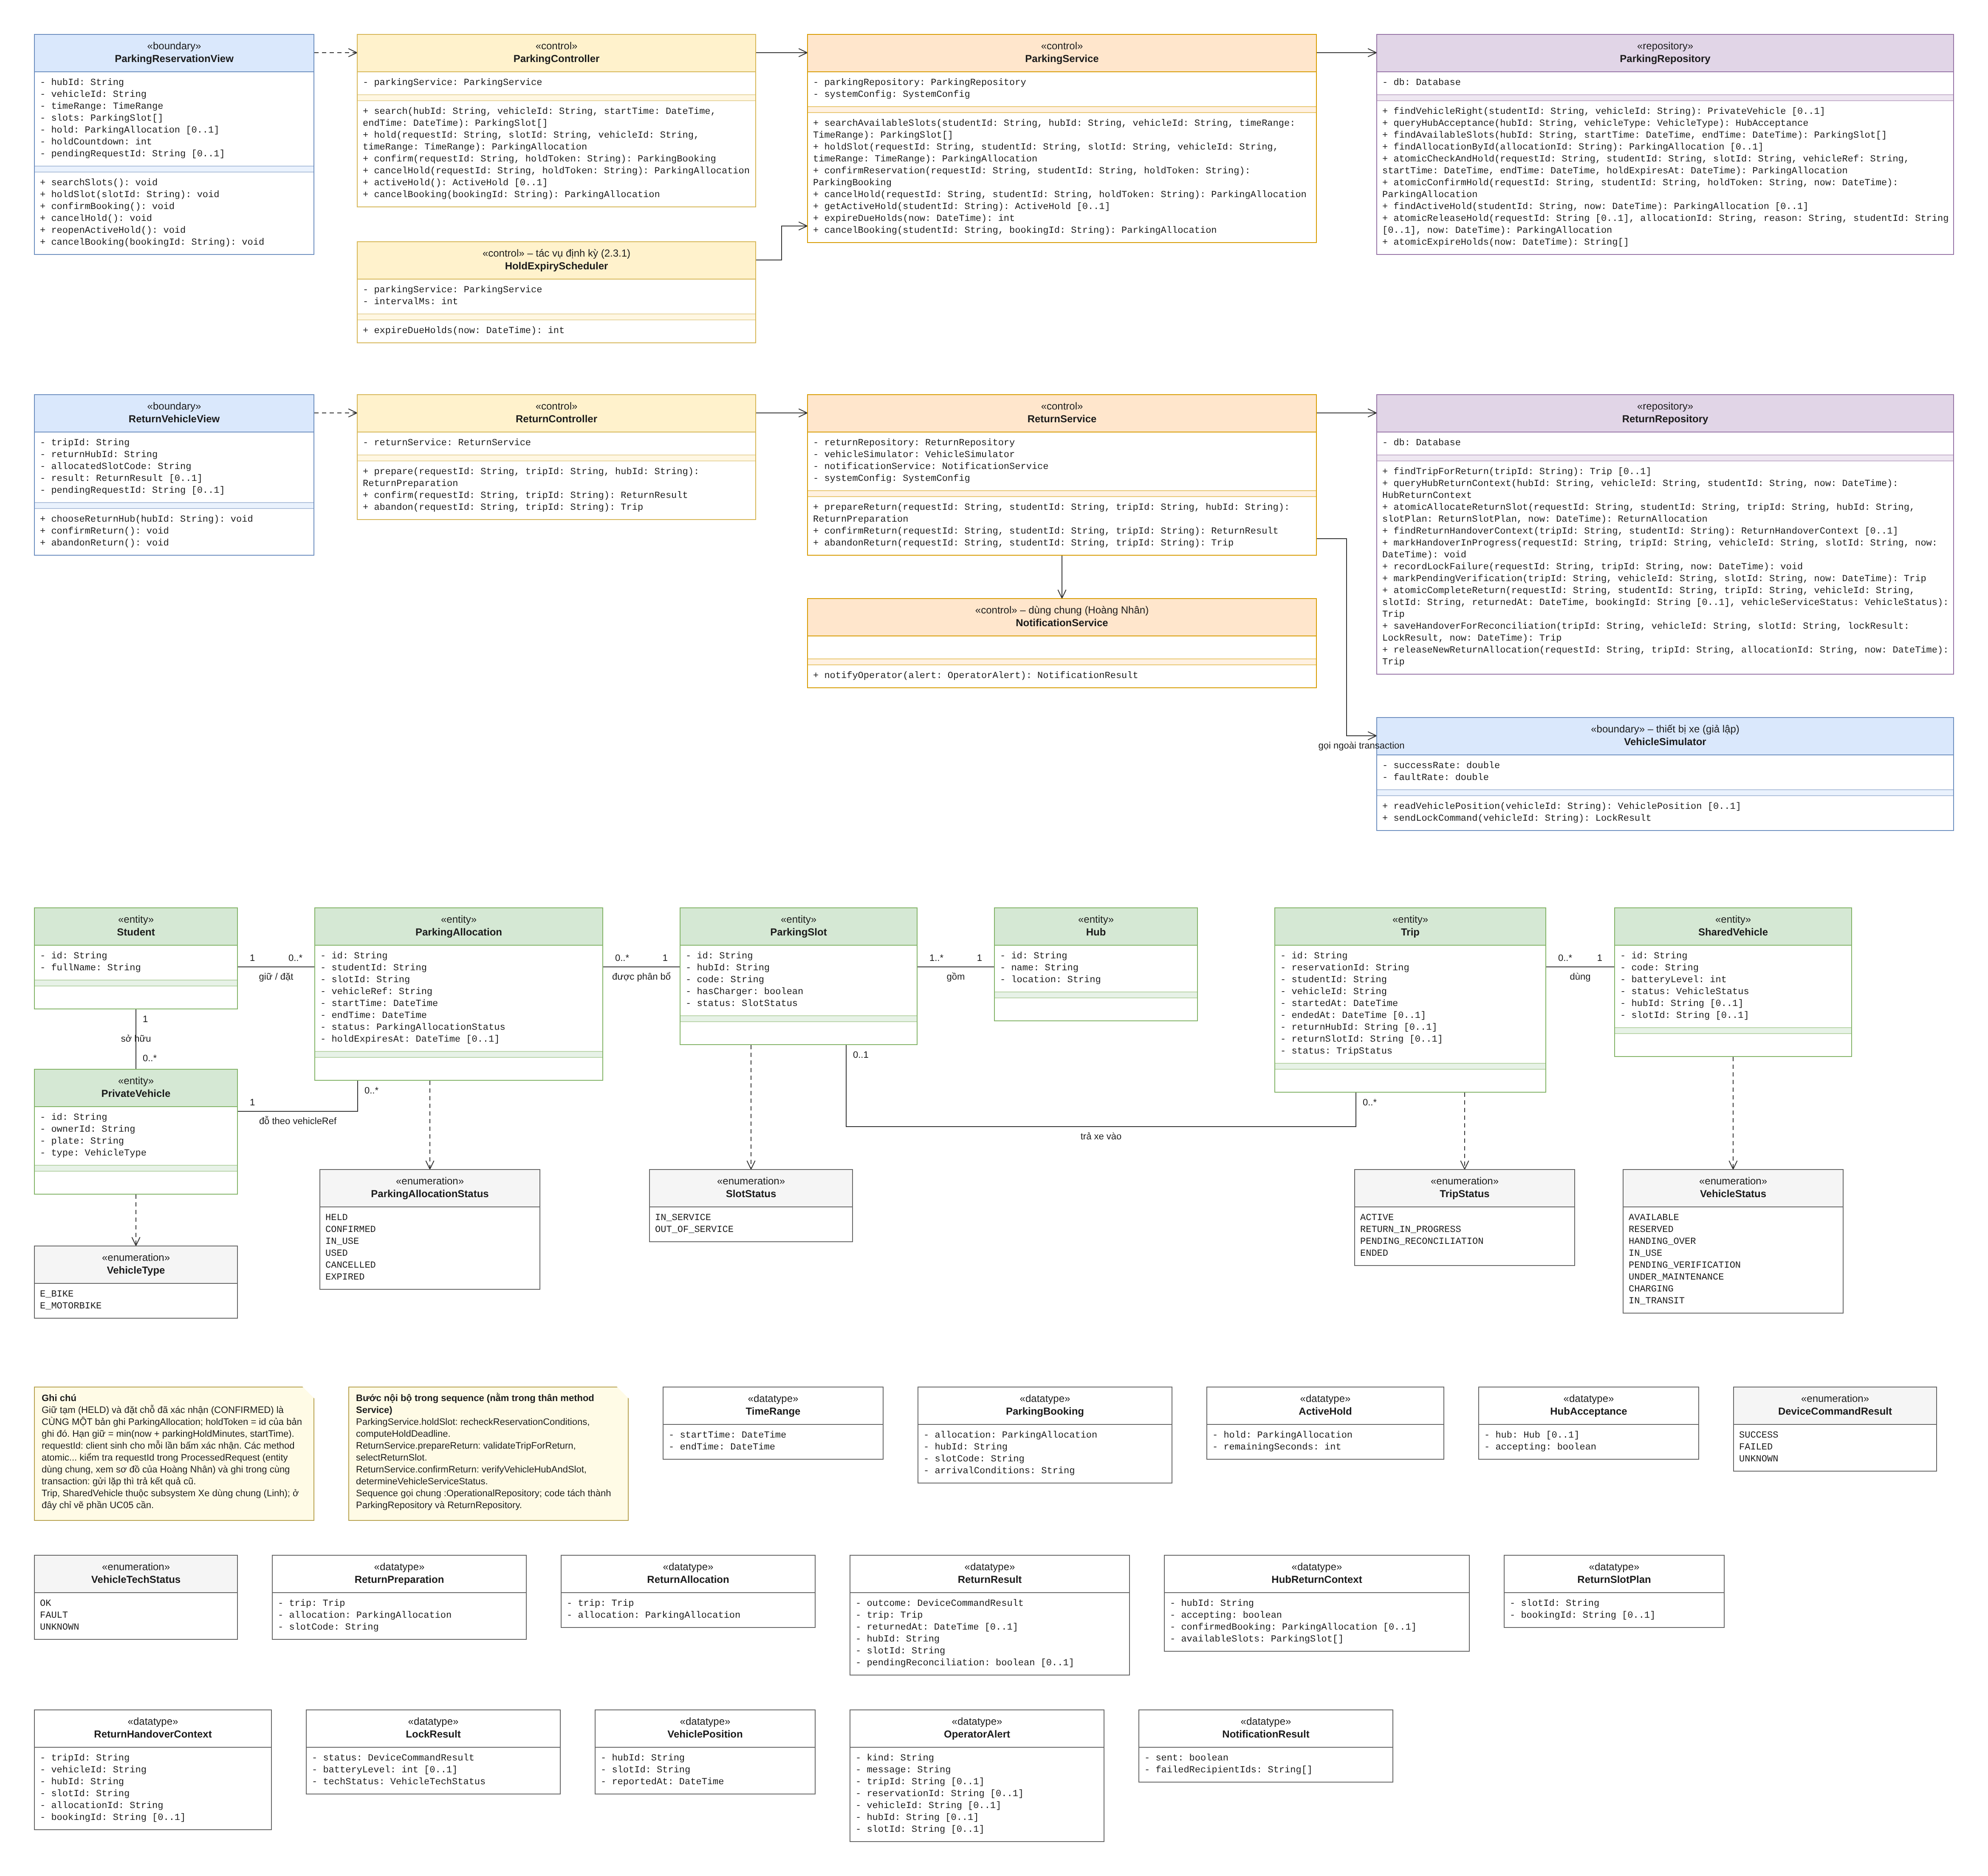 «boundary»
ParkingReservationView
- hubId: String
- vehicleId: String
- timeRange: TimeRange
- slots: ParkingSlot[]
- hold: ParkingAllocation [0..1]
- holdCountdown: int
- pendingRequestId: String [0..1]
+ searchSlots(): void
+ holdSlot(slotId: String): void
+ confirmBooking(): void
+ cancelHold(): void
+ reopenActiveHold(): void
+ cancelBooking(bookingId: String): void
«control»
ParkingController
- parkingService: ParkingService
+ search(hubId: String, vehicleId: String, startTime: DateTime,
endTime: DateTime): ParkingSlot[]
+ hold(requestId: String, slotId: String, vehicleId: String,
timeRange: TimeRange): ParkingAllocation
+ confirm(requestId: String, holdToken: String): ParkingBooking
+ cancelHold(requestId: String, holdToken: String): ParkingAllocation
+ activeHold(): ActiveHold [0..1]
+ cancelBooking(bookingId: String): ParkingAllocation
«control»
ParkingService
- parkingRepository: ParkingRepository
- systemConfig: SystemConfig
+ searchAvailableSlots(studentId: String, hubId: String, vehicleId: String, timeRange:
TimeRange): ParkingSlot[]
+ holdSlot(requestId: String, studentId: String, slotId: String, vehicleId: String,
timeRange: TimeRange): ParkingAllocation
+ confirmReservation(requestId: String, studentId: String, holdToken: String):
ParkingBooking
+ cancelHold(requestId: String, studentId: String, holdToken: String): ParkingAllocation
+ getActiveHold(studentId: String): ActiveHold [0..1]
+ expireDueHolds(now: DateTime): int
+ cancelBooking(studentId: String, bookingId: String): ParkingAllocation
«repository»
ParkingRepository
- db: Database
+ findVehicleRight(studentId: String, vehicleId: String): PrivateVehicle [0..1]
+ queryHubAcceptance(hubId: String, vehicleType: VehicleType): HubAcceptance
+ findAvailableSlots(hubId: String, startTime: DateTime, endTime: DateTime): ParkingSlot[]
+ findAllocationById(allocationId: String): ParkingAllocation [0..1]
+ atomicCheckAndHold(requestId: String, studentId: String, slotId: String, vehicleRef: String,
startTime: DateTime, endTime: DateTime, holdExpiresAt: DateTime): ParkingAllocation
+ atomicConfirmHold(requestId: String, studentId: String, holdToken: String, now: DateTime):
ParkingAllocation
+ findActiveHold(studentId: String, now: DateTime): ParkingAllocation [0..1]
+ atomicReleaseHold(requestId: String [0..1], allocationId: String, reason: String, studentId: String
[0..1], now: DateTime): ParkingAllocation
+ atomicExpireHolds(now: DateTime): String[]
«control» – tác vụ định kỳ (2.3.1)
HoldExpiryScheduler
- parkingService: ParkingService
- intervalMs: int
+ expireDueHolds(now: DateTime): int
«boundary»
ReturnVehicleView
- tripId: String
- returnHubId: String
- allocatedSlotCode: String
- result: ReturnResult [0..1]
- pendingRequestId: String [0..1]
+ chooseReturnHub(hubId: String): void
+ confirmReturn(): void
+ abandonReturn(): void
«control»
ReturnController
- returnService: ReturnService
+ prepare(requestId: String, tripId: String, hubId: String):
ReturnPreparation
+ confirm(requestId: String, tripId: String): ReturnResult
+ abandon(requestId: String, tripId: String): Trip
«control»
ReturnService
- returnRepository: ReturnRepository
- vehicleSimulator: VehicleSimulator
- notificationService: NotificationService
- systemConfig: SystemConfig
+ prepareReturn(requestId: String, studentId: String, tripId: String, hubId: String):
ReturnPreparation
+ confirmReturn(requestId: String, studentId: String, tripId: String): ReturnResult
+ abandonReturn(requestId: String, studentId: String, tripId: String): Trip
«repository»
ReturnRepository
- db: Database
+ findTripForReturn(tripId: String): Trip [0..1]
+ queryHubReturnContext(hubId: String, vehicleId: String, studentId: String, now: DateTime):
HubReturnContext
+ atomicAllocateReturnSlot(requestId: String, studentId: String, tripId: String, hubId: String,
slotPlan: ReturnSlotPlan, now: DateTime): ReturnAllocation
+ findReturnHandoverContext(tripId: String, studentId: String): ReturnHandoverContext [0..1]
+ markHandoverInProgress(requestId: String, tripId: String, vehicleId: String, slotId: String, now:
DateTime): void
+ recordLockFailure(requestId: String, tripId: String, now: DateTime): void
+ markPendingVerification(tripId: String, vehicleId: String, slotId: String, now: DateTime): Trip
+ atomicCompleteReturn(requestId: String, studentId: String, tripId: String, vehicleId: String,
slotId: String, returnedAt: DateTime, bookingId: String [0..1], vehicleServiceStatus: VehicleStatus):
Trip
+ saveHandoverForReconciliation(tripId: String, vehicleId: String, slotId: String, lockResult:
LockResult, now: DateTime): Trip
+ releaseNewReturnAllocation(requestId: String, tripId: String, allocationId: String, now: DateTime):
Trip
«control» – dùng chung (Hoàng Nhân)
NotificationService
+ notifyOperator(alert: OperatorAlert): NotificationResult
gọi ngoài transaction
«boundary» – thiết bị xe (giả lập)
VehicleSimulator
- successRate: double
- faultRate: double
+ readVehiclePosition(vehicleId: String): VehiclePosition [0..1]
+ sendLockCommand(vehicleId: String): LockResult
«entity»
Student
- id: String
- fullName: String
1
0..*
giữ / đặt
«entity»
ParkingAllocation
- id: String
- studentId: String
- slotId: String
- vehicleRef: String
- startTime: DateTime
- endTime: DateTime
- status: ParkingAllocationStatus
- holdExpiresAt: DateTime [0..1]
0..*
1
được phân bổ
«entity»
ParkingSlot
- id: String
- hubId: String
- code: String
- hasCharger: boolean
- status: SlotStatus
1..*
1
gồm
«entity»
Hub
- id: String
- name: String
- location: String
«entity»
Trip
- id: String
- reservationId: String
- studentId: String
- vehicleId: String
- startedAt: DateTime
- endedAt: DateTime [0..1]
- returnHubId: String [0..1]
- returnSlotId: String [0..1]
- status: TripStatus
0..*
1
dùng
«entity»
SharedVehicle
- id: String
- code: String
- batteryLevel: int
- status: VehicleStatus
- hubId: String [0..1]
- slotId: String [0..1]
1
sở hữu
0..*
«entity»
PrivateVehicle
- id: String
- ownerId: String
- plate: String
- type: VehicleType
1
0..*
đỗ theo vehicleRef
0..1
0..*
trả xe vào
«enumeration»
VehicleType
E_BIKE
E_MOTORBIKE
«enumeration»
ParkingAllocationStatus
HELD
CONFIRMED
IN_USE
USED
CANCELLED
EXPIRED
«enumeration»
SlotStatus
IN_SERVICE
OUT_OF_SERVICE
«enumeration»
TripStatus
ACTIVE
RETURN_IN_PROGRESS
PENDING_RECONCILIATION
ENDED
«enumeration»
VehicleStatus
AVAILABLE
RESERVED
HANDING_OVER
IN_USE
PENDING_VERIFICATION
UNDER_MAINTENANCE
CHARGING
IN_TRANSIT
Ghi chú
Giữ tạm (HELD) và đặt chỗ đã xác nhận (CONFIRMED) là
CÙNG MỘT bản ghi ParkingAllocation; holdToken = id của bản
ghi đó. Hạn giữ = min(now + parkingHoldMinutes, startTime).
requestId: client sinh cho mỗi lần bấm xác nhận. Các method
atomic... kiểm tra requestId trong ProcessedRequest (entity
dùng chung, xem sơ đồ của Hoàng Nhân) và ghi trong cùng
transaction: gửi lặp thì trả kết quả cũ.
Trip, SharedVehicle thuộc subsystem Xe dùng chung (Linh); ở
đây chỉ vẽ phần UC05 cần.
Bước nội bộ trong sequence (nằm trong thân method
Service)
ParkingService.holdSlot: recheckReservationConditions,
computeHoldDeadline.
ReturnService.prepareReturn: validateTripForReturn,
selectReturnSlot.
ReturnService.confirmReturn: verifyVehicleHubAndSlot,
determineVehicleServiceStatus.
Sequence gọi chung :OperationalRepository; code tách thành
ParkingRepository và ReturnRepository.
«datatype»
TimeRange
- startTime: DateTime
- endTime: DateTime
«datatype»
ParkingBooking
- allocation: ParkingAllocation
- hubId: String
- slotCode: String
- arrivalConditions: String
«datatype»
ActiveHold
- hold: ParkingAllocation
- remainingSeconds: int
«datatype»
HubAcceptance
- hub: Hub [0..1]
- accepting: boolean
«enumeration»
DeviceCommandResult
SUCCESS
FAILED
UNKNOWN
«enumeration»
VehicleTechStatus
OK
FAULT
UNKNOWN
«datatype»
ReturnPreparation
- trip: Trip
- allocation: ParkingAllocation
- slotCode: String
«datatype»
ReturnAllocation
- trip: Trip
- allocation: ParkingAllocation
«datatype»
ReturnResult
- outcome: DeviceCommandResult
- trip: Trip
- returnedAt: DateTime [0..1]
- hubId: String
- slotId: String
- pendingReconciliation: boolean [0..1]
«datatype»
HubReturnContext
- hubId: String
- accepting: boolean
- confirmedBooking: ParkingAllocation [0..1]
- availableSlots: ParkingSlot[]
«datatype»
ReturnSlotPlan
- slotId: String
- bookingId: String [0..1]
«datatype»
ReturnHandoverContext
- tripId: String
- vehicleId: String
- hubId: String
- slotId: String
- allocationId: String
- bookingId: String [0..1]
«datatype»
LockResult
- status: DeviceCommandResult
- batteryLevel: int [0..1]
- techStatus: VehicleTechStatus
«datatype»
VehiclePosition
- hubId: String
- slotId: String
- reportedAt: DateTime
«datatype»
OperatorAlert
- kind: String
- message: String
- tripId: String [0..1]
- reservationId: String [0..1]
- vehicleId: String [0..1]
- hubId: String [0..1]
- slotId: String [0..1]
«datatype»
NotificationResult
- sent: boolean
- failedRecipientIds: String[]